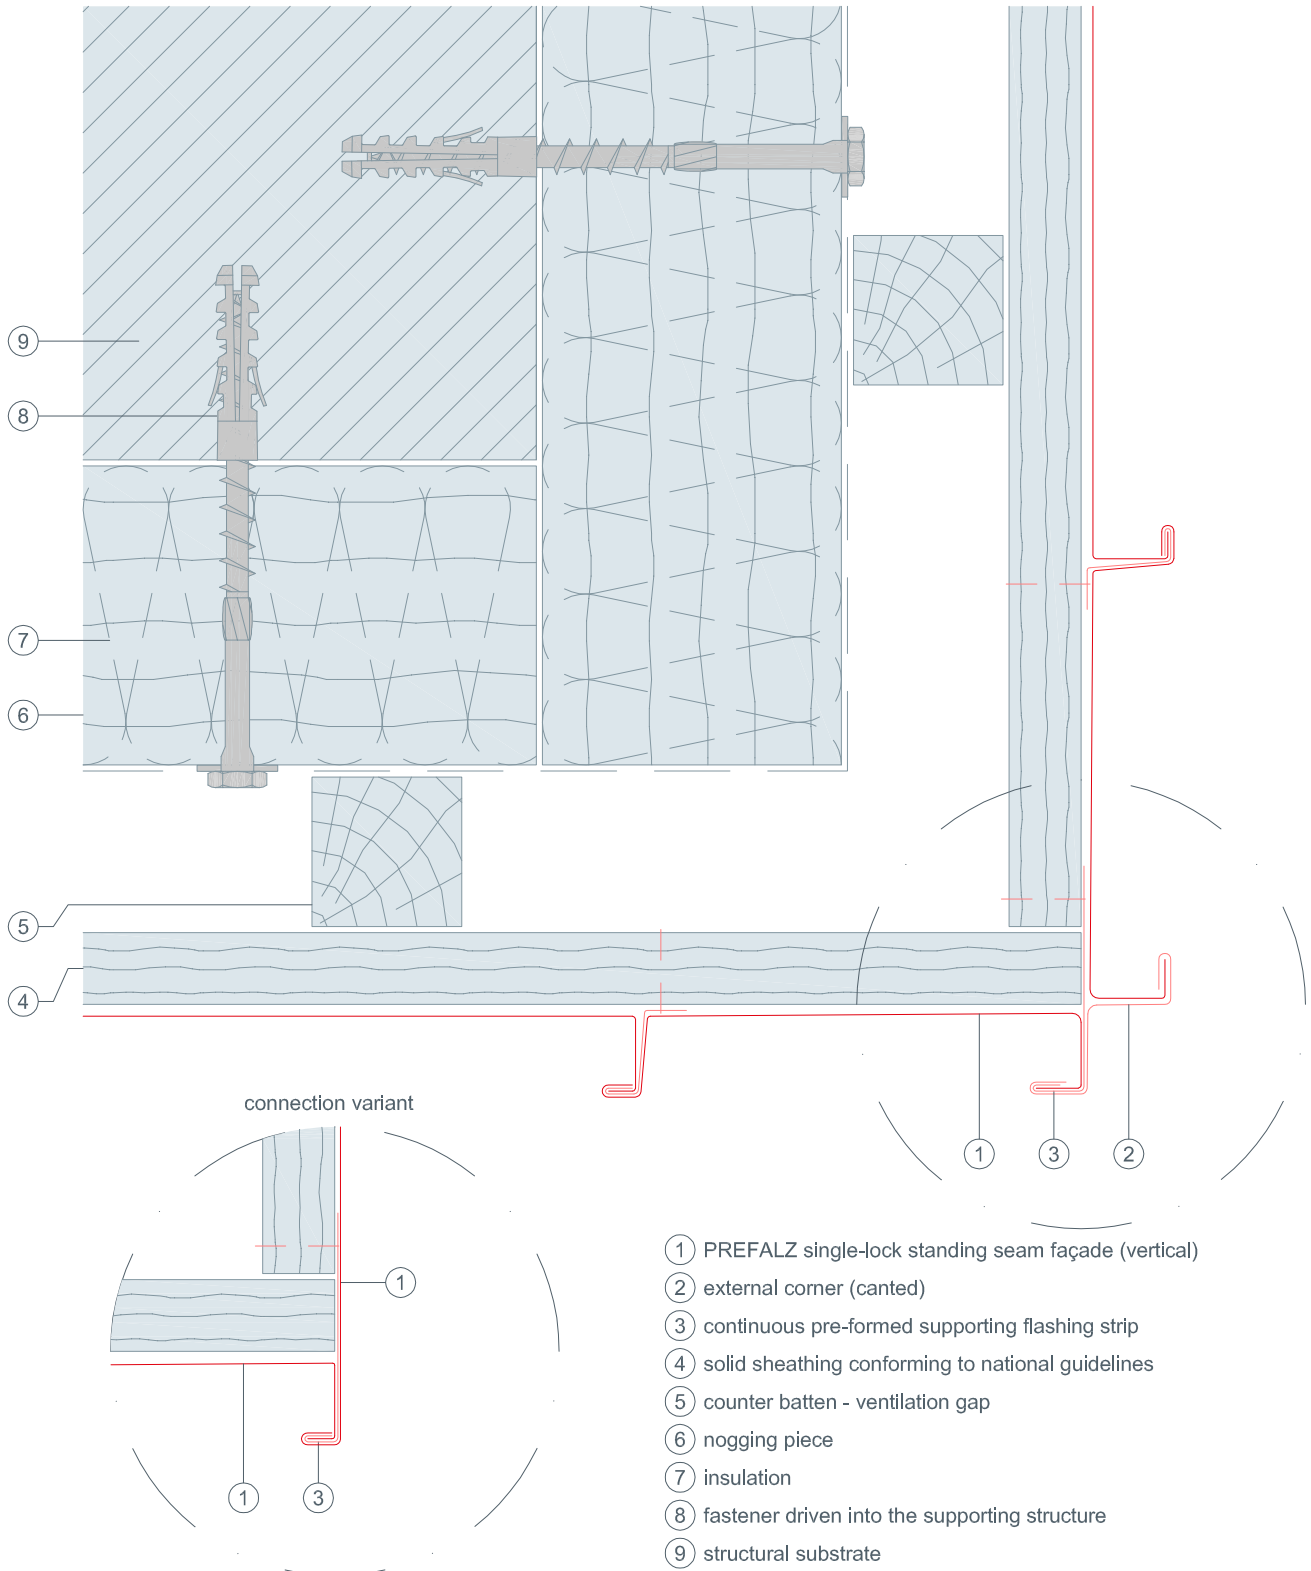 9
8
7
6
5
4
connection variant
1 3 2
1
1 3
1 PREFALZ single-lock standing seam façade (vertical)
2 external corner (canted)
3 continuous pre-formed supporting flashing strip
4 solid sheathing conforming to national guidelines
5 counter batten - ventilation gap
6 nogging piece
7 insulation
8 fastener driven into the supporting structure
9 structural substrate